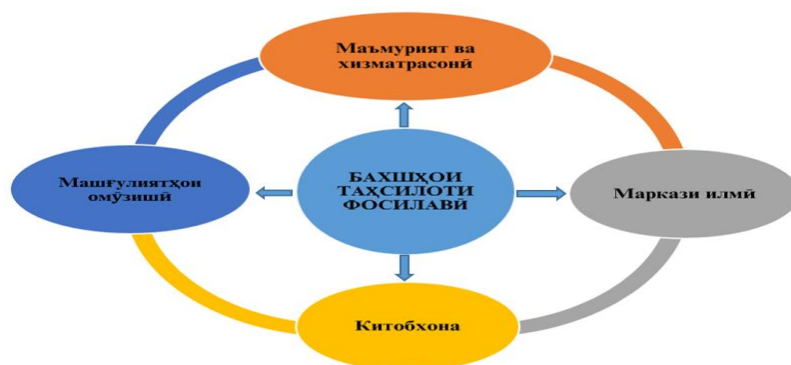 Маъмурият ва
хизматрасонӣ
Машғулиятҳои
омӯзишӣ
БАХШҲОИ
ТАҲСИЛОТИ
ФОСИЛАВӢ
Маркази илмӣ
Китобхона